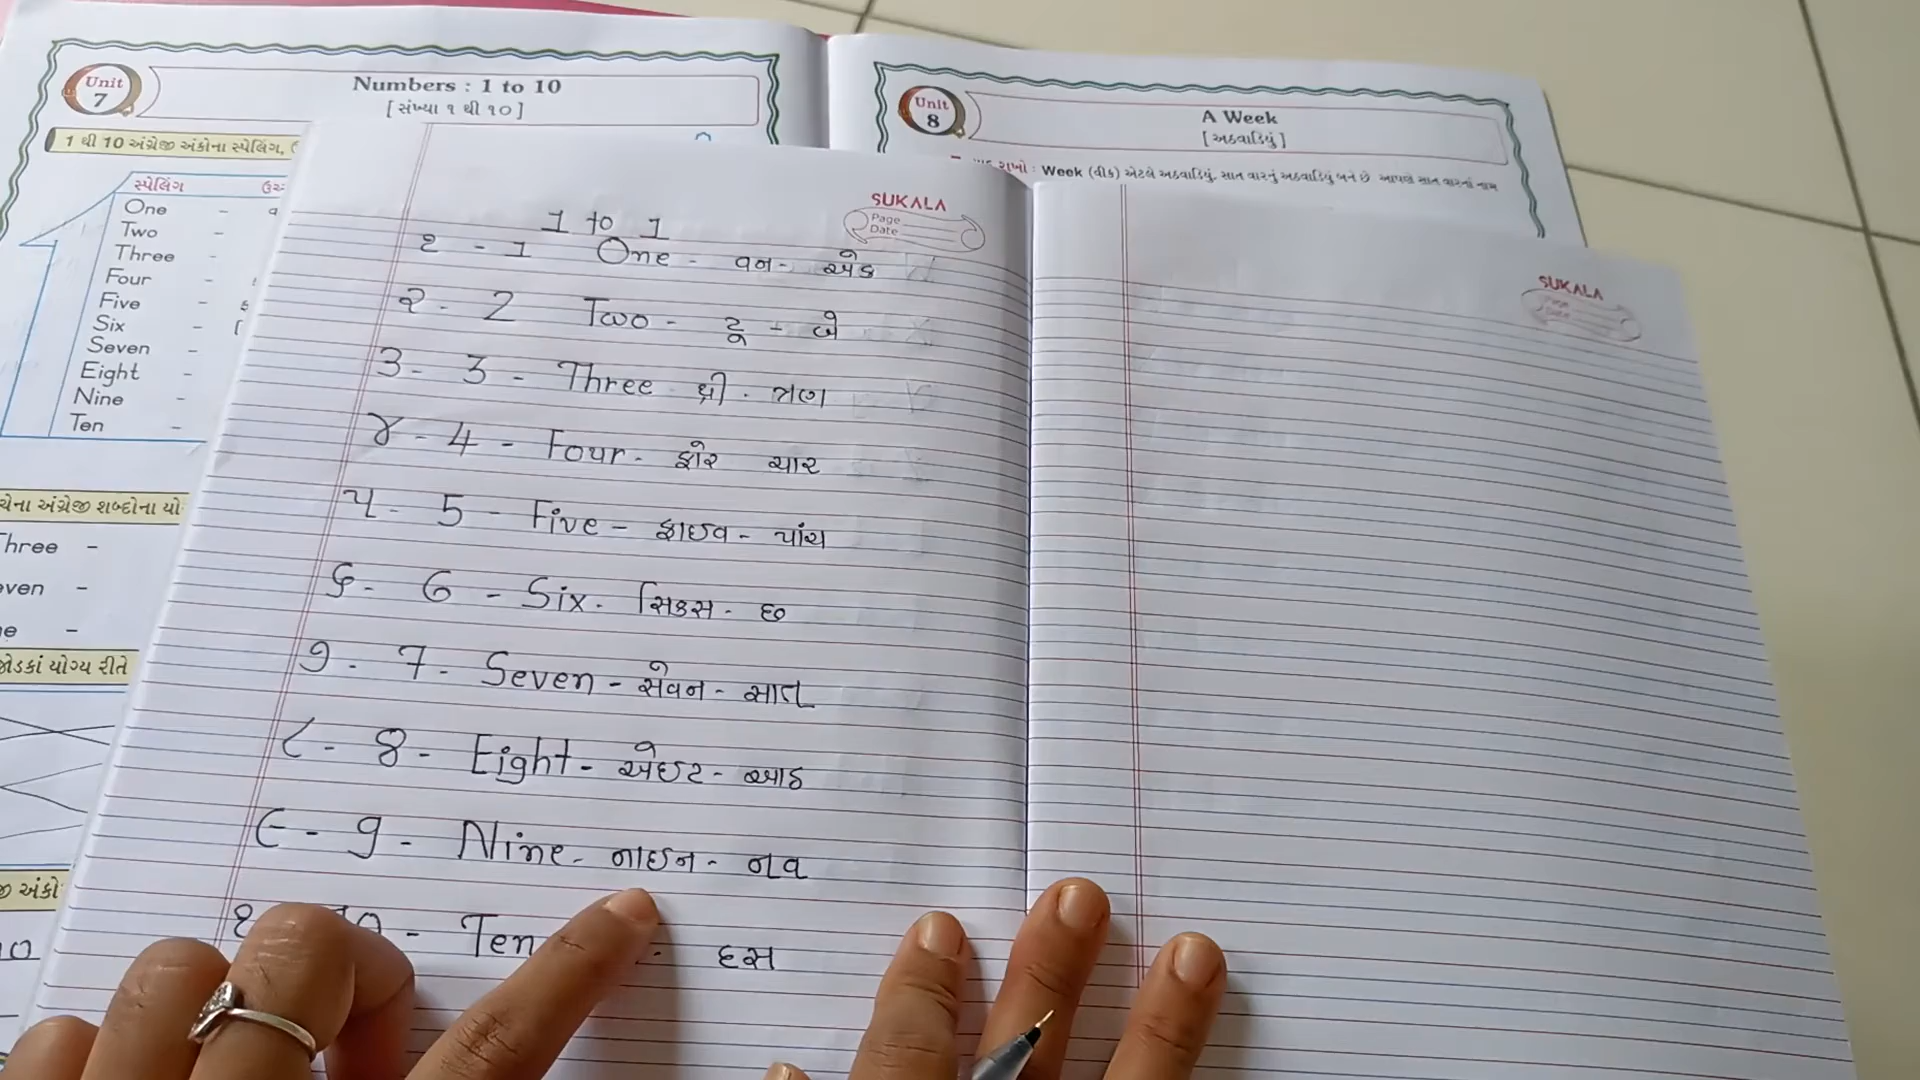 Unit 7
Numbers : 1 to 10
[ સંખ્યા ૧ થી ૧૦ ]
1 થી 10 અંગ્રેજી અંકોના સ્પેલિંગ,
સ્પેલિંગ
One -
Two -
Three -
Four -
Five -
Six -
Seven -
Eight -
Nine -
Ten -
અંગ્રેજી શબ્દોના
Three -
-
-
યોગ્ય રીતે
Unit 8
A Week
[ અઠવાડિયું ]
: Week (વીક) એટલે અઠવાડિયું. સાત વારનું અઠવાડિયું બને છે
SUKALA
Page
Date
1 to 1
૧ - 1 One - વન - એક
૨ - 2 Two - ટૂ - બે
૩ - 3 - Three થ્રી - ત્રણ
૪ - 4 - Four - ફોર ચાર
૫ - 5 - Five - ફાઇવ - પાંચ
૬ - 6 - Six - સિક્સ - છ
૭ - 7 - Seven - સેવન - સાત
૮ - 8 - Eight - એઇટ - આઠ
૯ - 9 - Nine - નાઇન - નવ
10 - Ten - દસ
SUKALA
Page
Date